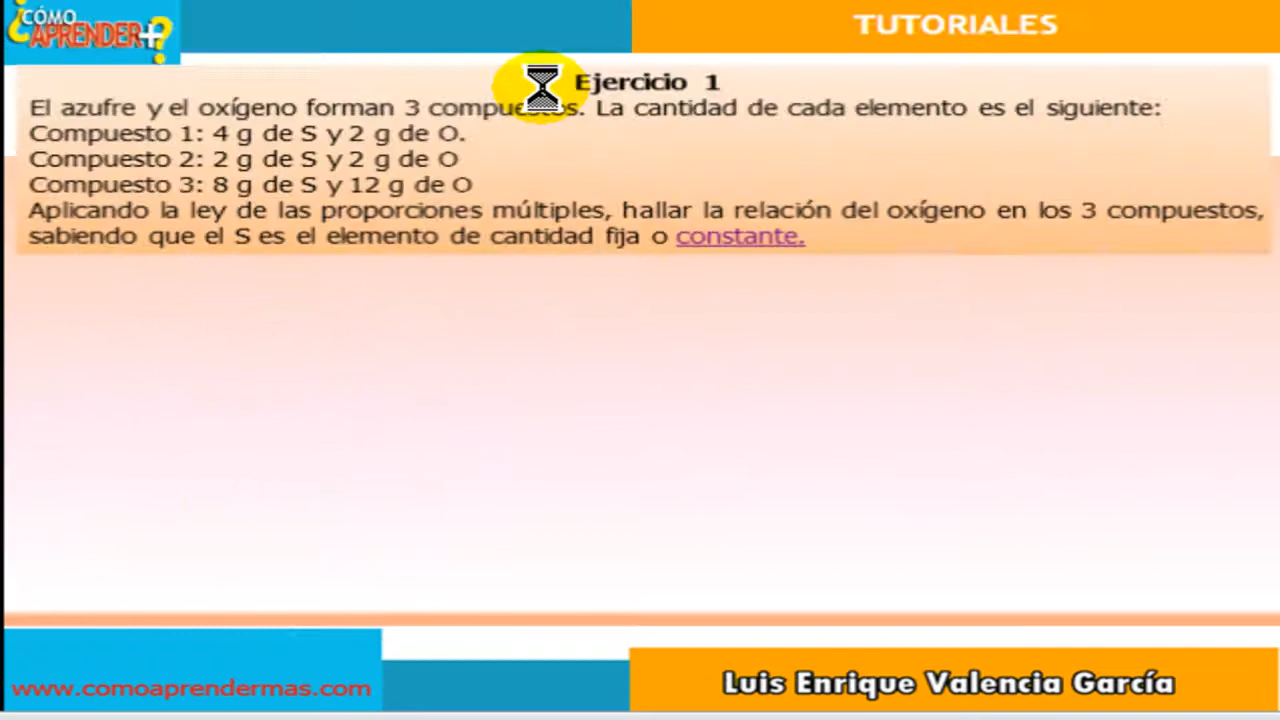 ¿CÓMO
APRENDER+?
TUTORIALES
Ejercicio 1
El azufre y el oxígeno forman 3 compuestos. La cantidad de cada elemento es el siguiente:
Compuesto 1: 4 g de S y 2 g de O.
Compuesto 2: 2 g de S y 2 g de O
Compuesto 3: 8 g de S y 12 g de O
Aplicando la ley de las proporciones múltiples, hallar la relación del oxígeno en los 3 compuestos,
sabiendo que el S es el elemento de cantidad fija o constante.
www.comoaprendermas.com
Luis Enrique Valencia García